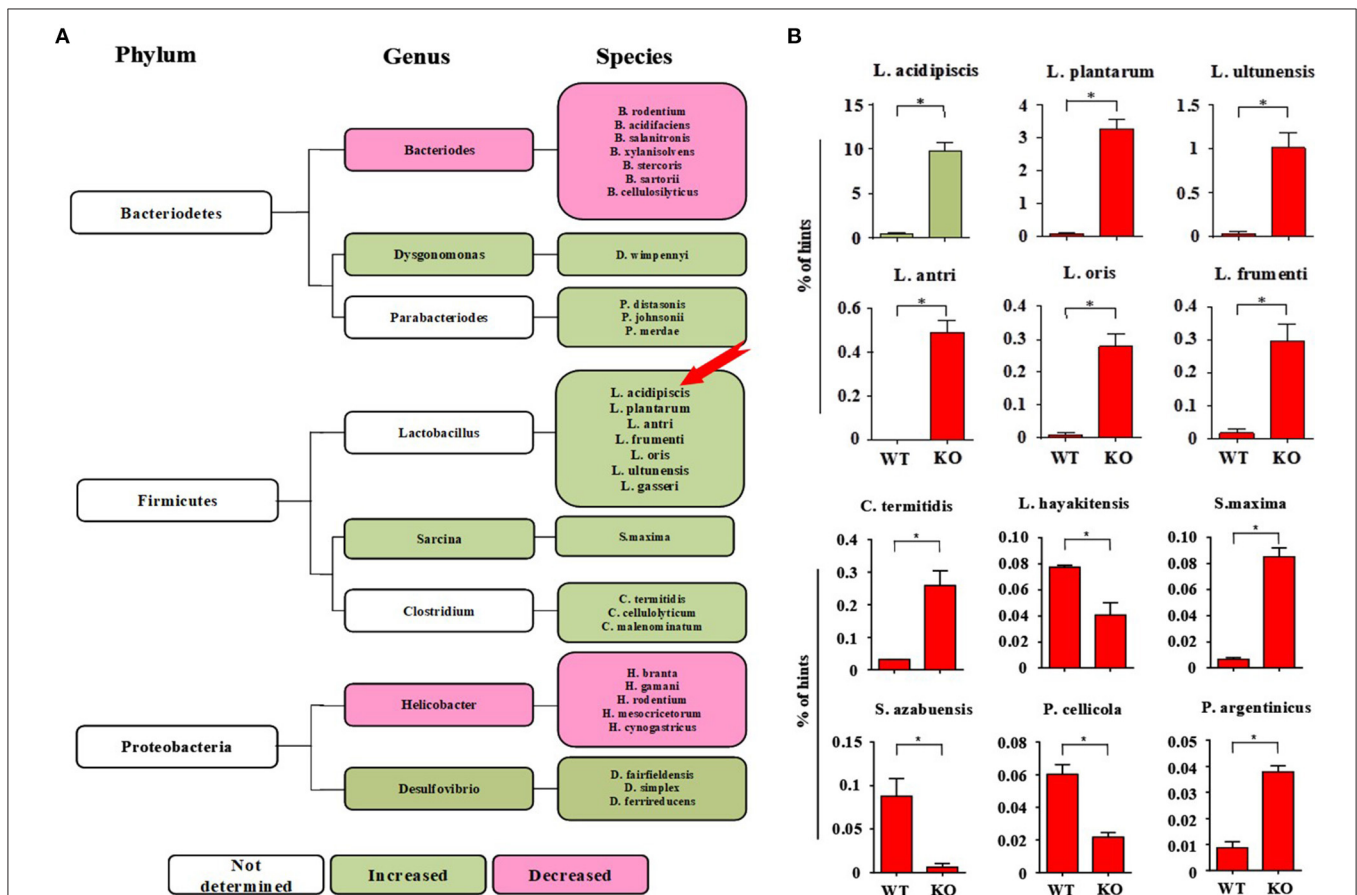 A
Phylum Genus Species
Bacteriodetes
Bacteriodes
B. rodentium
B. acidifaciens
B. salanitronis
B. xylanisolvens
B. stercoris
B. sartorii
B. cellulosilyticus
Dysgonomonas
D. wimpennyi
Parabacteriodes
P. distasonis
P. johnsonii
P. merdae
Firmicutes
Lactobacillus
L. acidipiscis
L. plantarum
L. antri
L. frumenti
L. oris
L. ultunensis
L. gasseri
Sarcina
S.maxima
Clostridium
C. termitidis
C. cellulolyticum
C. malenominatum
Proteobacteria
Helicobacter
H. branta
H. gamani
H. rodentium
H. mesocricetorum
H. cynogastricus
Desulfovibrio
D. fairfieldensis
D. simplex
D. ferrireducens
Not
determined
Increased
Decreased
B
% of hints
L. acidipiscis
15
10
5
0
*
L. plantarum
4
3
2
1
0
*
L. ultunensis
1.5
1
0.5
0
*
L. antri
0.6
0.4
0.2
0
*
WT KO
L. oris
0.4
0.3
0.2
0.1
0
*
WT KO
L. frumenti
0.4
0.3
0.2
0.1
0
*
WT KO
% of hints
C. termitidis
0.4
0.3
0.2
0.1
0
*
L. hayakitensis
0.10
0.08
0.06
0.04
0.02
0
*
S.maxima
0.10
0.08
0.06
0.04
0.02
0
*
S. azabuensis
0.15
0.1
0.05
0
*
WT KO
P. cellicola
0.08
0.06
0.04
0.02
0
*
WT KO
P. argentinicus
0.05
0.04
0.03
0.02
0.01
0
*
WT KO